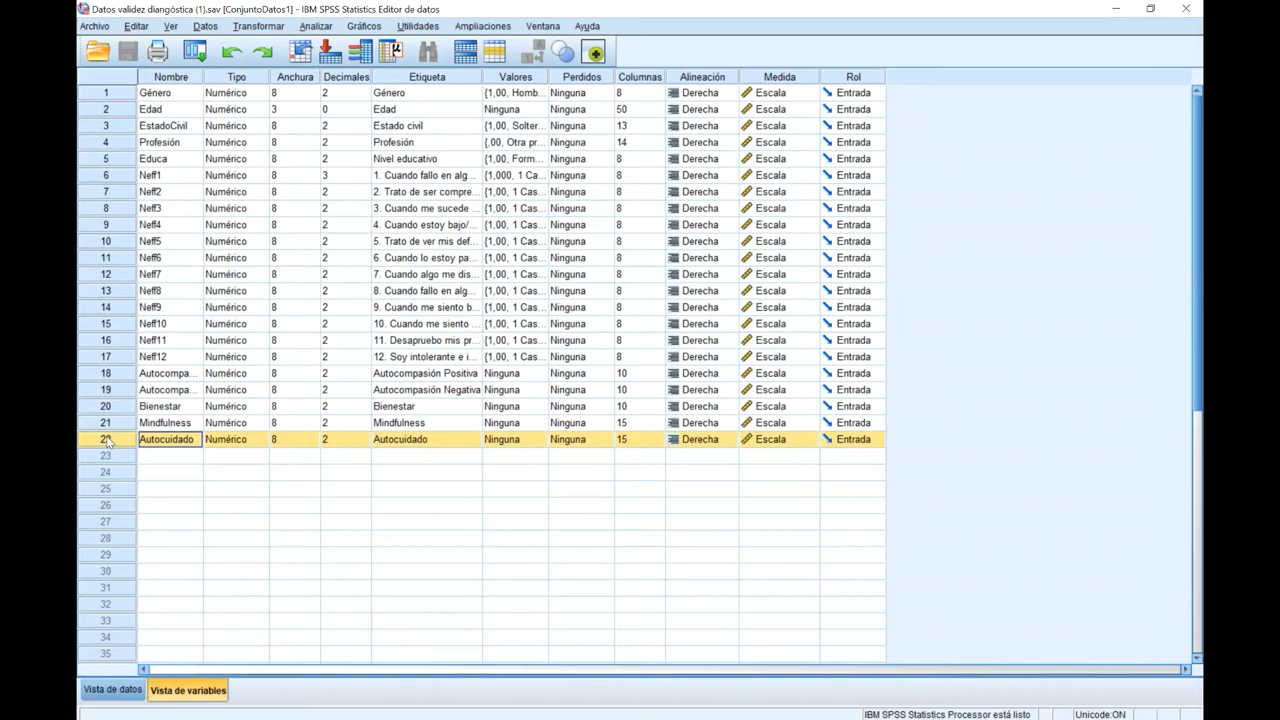 Datos validez diangóstica (1).sav [ConjuntoDatos1] - IBM SPSS Statistics Editor de datos
Archivo Editar Ver Datos Transformar Analizar Gráficos Utilidades Ampliaciones Ventana Ayuda
Nombre Tipo Anchura Decimales Etiqueta Valores Perdidos Columnas Alineación Medida Rol
1 Género Numérico 8 2 Género {1,00, Homb... Ninguna 8 Derecha Escala Entrada
2 Edad Numérico 3 0 Edad Ninguna Ninguna 50 Derecha Escala Entrada
3 EstadoCivil Numérico 8 2 Estado civil {1,00, Solter... Ninguna 13 Derecha Escala Entrada
4 Profesión Numérico 8 2 Profesión {.00, Otra pr... Ninguna 14 Derecha Escala Entrada
5 Educa Numérico 8 2 Nivel educativo {1,00, Form... Ninguna 8 Derecha Escala Entrada
6 Neff1 Numérico 8 3 1. Cuando fallo en alg... {1,000, 1 Ca... Ninguna 8 Derecha Escala Entrada
7 Neff2 Numérico 8 2 2. Trato de ser compre... {1,00, 1 Cas... Ninguna 8 Derecha Escala Entrada
8 Neff3 Numérico 8 2 3. Cuando me sucede ... {1,00, 1 Cas... Ninguna 8 Derecha Escala Entrada
9 Neff4 Numérico 8 2 4. Cuando estoy bajo/... {1,00, 1 Cas... Ninguna 8 Derecha Escala Entrada
10 Neff5 Numérico 8 2 5. Trato de ver mis def... {1,00, 1 Cas... Ninguna 8 Derecha Escala Entrada
11 Neff6 Numérico 8 2 6. Cuando lo estoy pa... {1,00, 1 Cas... Ninguna 8 Derecha Escala Entrada
12 Neff7 Numérico 8 2 7. Cuando algo me dis... {1,00, 1 Cas... Ninguna 8 Derecha Escala Entrada
13 Neff8 Numérico 8 2 8. Cuando fallo en alg... {1,00, 1 Cas... Ninguna 8 Derecha Escala Entrada
14 Neff9 Numérico 8 2 9. Cuando me siento b... {1,00, 1 Cas... Ninguna 8 Derecha Escala Entrada
15 Neff10 Numérico 8 2 10. Cuando me siento ... {1,00, 1 Cas... Ninguna 8 Derecha Escala Entrada
16 Neff11 Numérico 8 2 11. Desapruebo mis pr... {1,00, 1 Cas... Ninguna 8 Derecha Escala Entrada
17 Neff12 Numérico 8 2 12. Soy intolerante e i... {1,00, 1 Cas... Ninguna 8 Derecha Escala Entrada
18 Autocompa... Numérico 8 2 Autocompasión Positiva Ninguna Ninguna 10 Derecha Escala Entrada
19 Autocompa... Numérico 8 2 Autocompasión Negativa Ninguna Ninguna 10 Derecha Escala Entrada
20 Bienestar Numérico 8 2 Bienestar Ninguna Ninguna 10 Derecha Escala Entrada
21 Mindfulness Numérico 8 2 Mindfulness Ninguna Ninguna 15 Derecha Escala Entrada
22 Autocuidado Numérico 8 2 Autocuidado Ninguna Ninguna 15 Derecha Escala Entrada
23
24
25
26
27
28
29
30
31
32
33
34
35
Vista de datos Vista de variables
IBM SPSS Statistics Processor está listo Unicode:ON